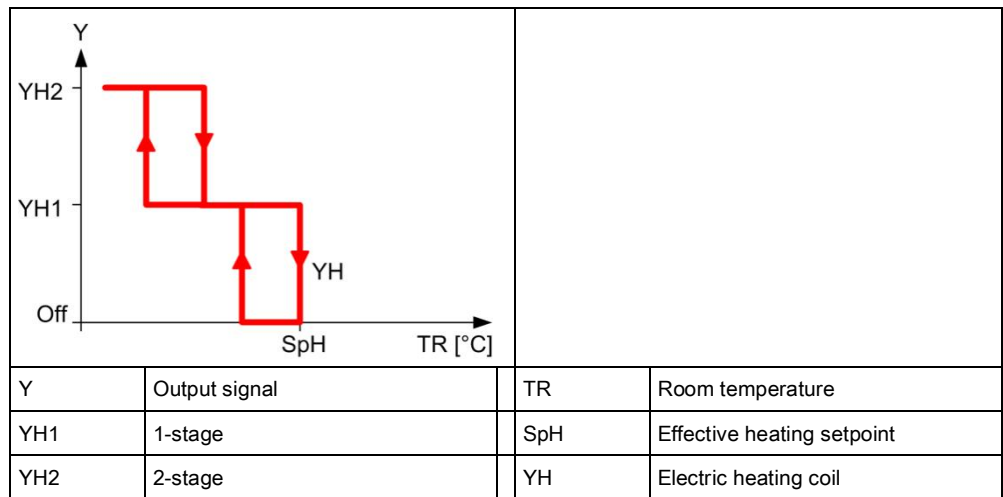 Y
YH2
YH1
YH
Off
SpH TR [°C]
Y Output signal TR Room temperature
YH1 1-stage SpH Effective heating setpoint
YH2 2-stage YH Electric heating coil